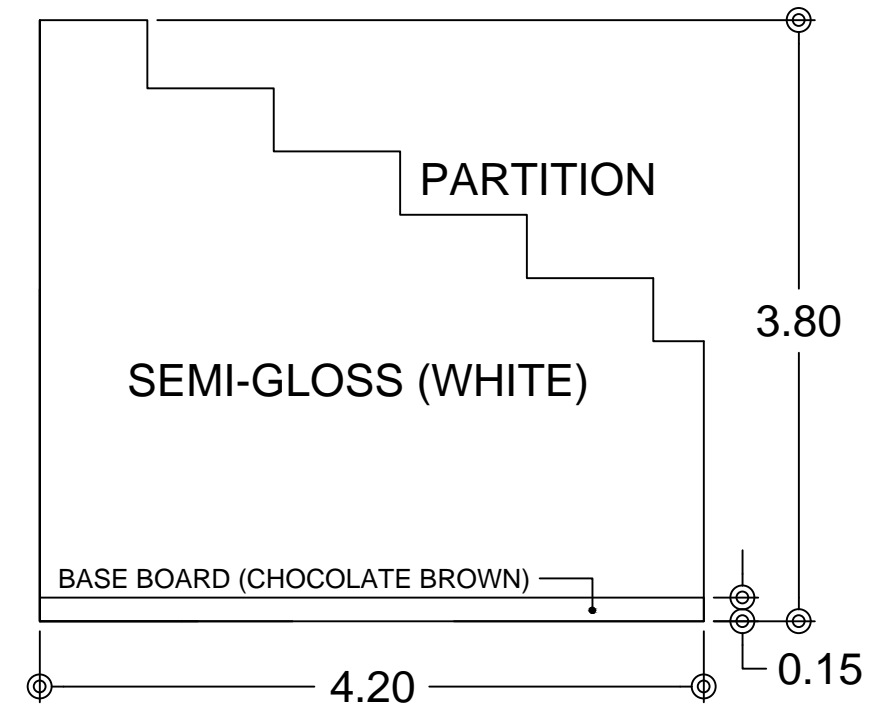 PARTITION
3.80
SEMI-GLOSS (WHITE)
BASE BOARD (CHOCOLATE BROWN)
0.15
4.20